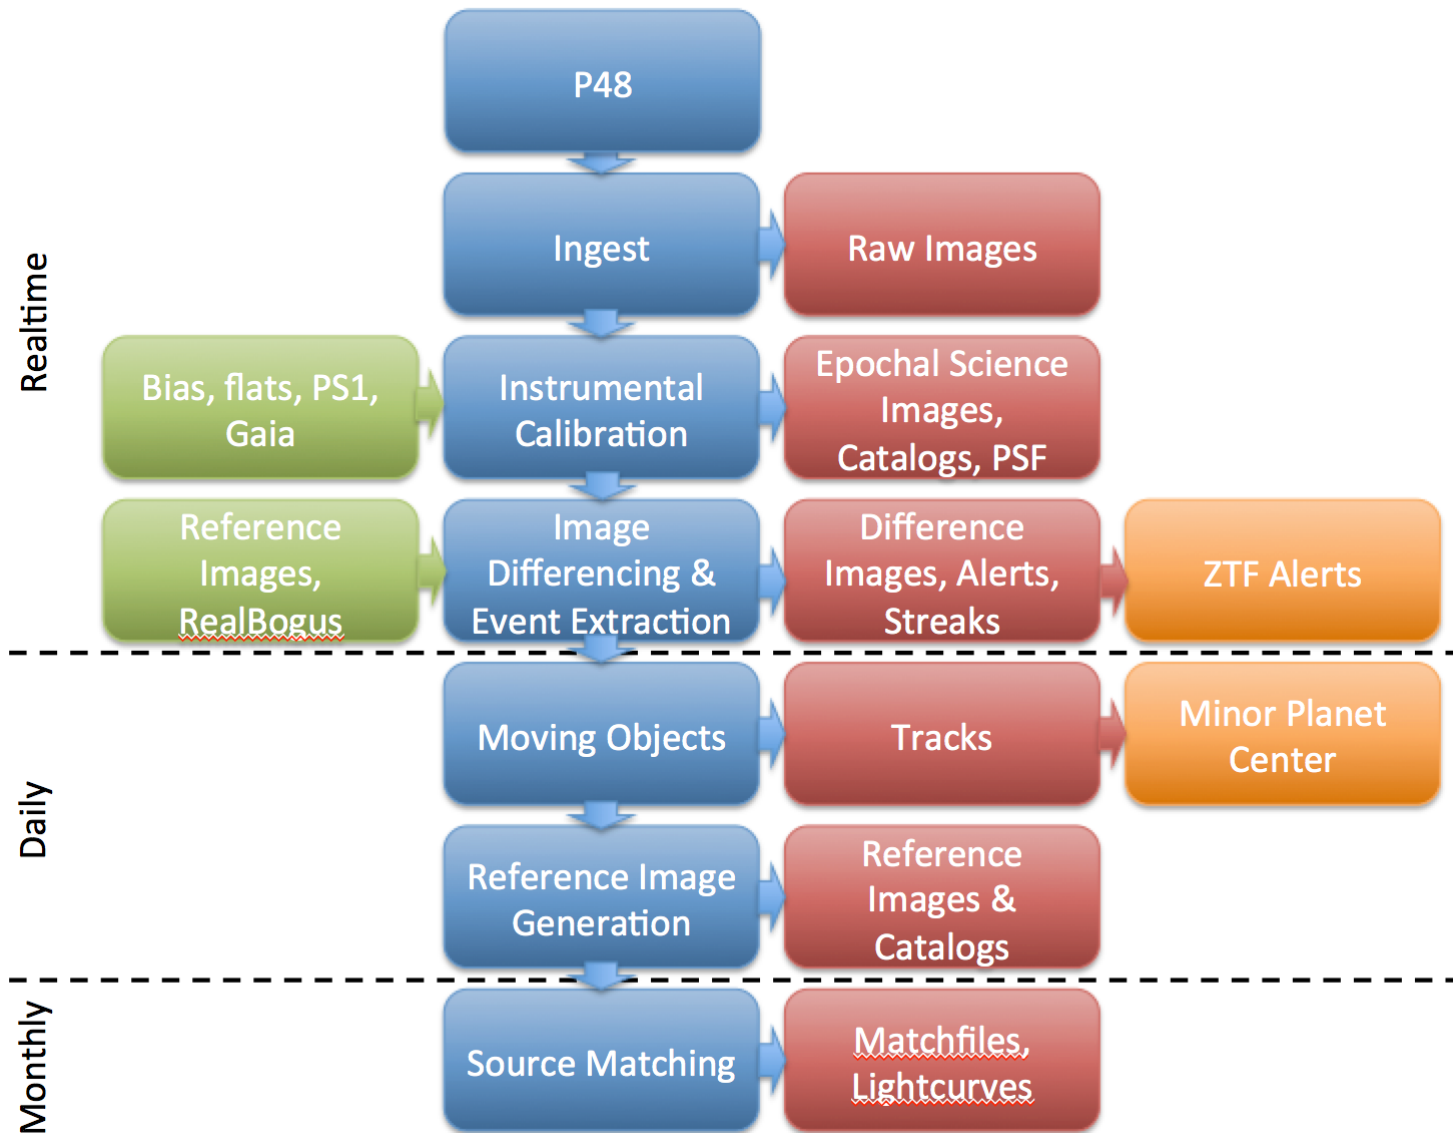 P48
Ingest
Raw Images
Realtime
Bias, flats, PS1,
Gaia
Instrumental
Calibration
Epochal Science
Images,
Catalogs, PSF
Reference
Images,
RealBogus
Image
Differencing &
Event Extraction
Difference
Images, Alerts,
Streaks
ZTF Alerts
Daily
Moving Objects
Tracks
Minor Planet
Center
Reference Image
Generation
Reference
Images &
Catalogs
Monthly
Source Matching
Matchfiles,
Lightcurves